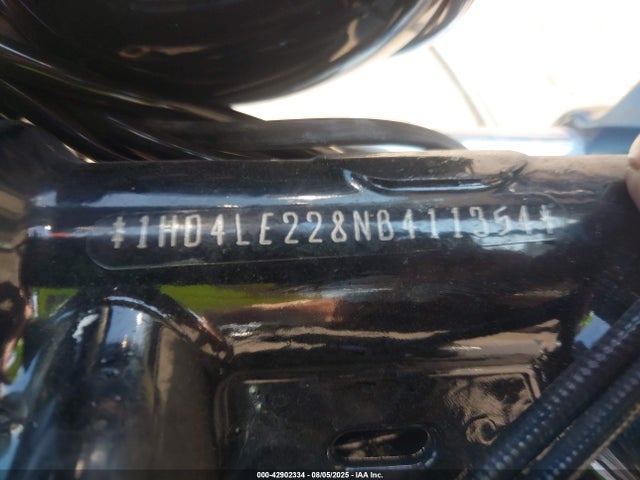 *1HD4LE228NB411354*
000-42902334 - 08/05/2025 - IAA Inc.